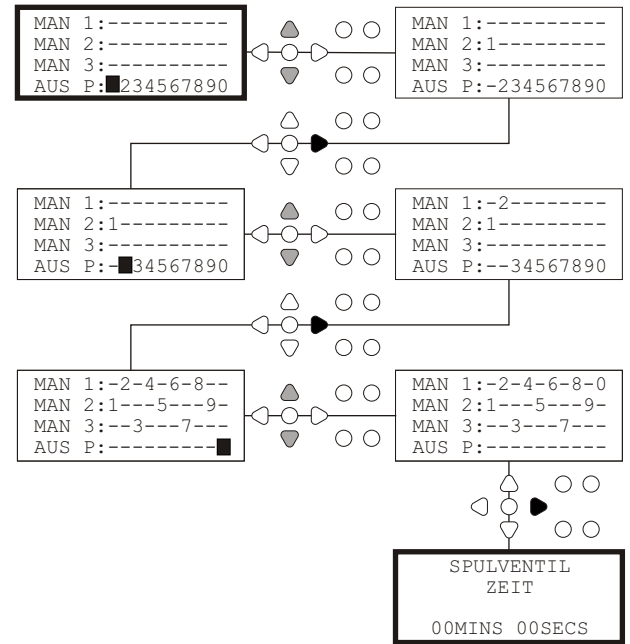 MAN 1:----------
MAN 2:----------
MAN 3:----------
AUS P:█234567890
MAN 1:----------
MAN 2:1---------
MAN 3:----------
AUS P:-234567890
MAN 1:----------
MAN 2:1---------
MAN 3:----------
AUS P:-█34567890
MAN 1:-2--------
MAN 2:1---------
MAN 3:----------
AUS P:--34567890
MAN 1:-2-4-6-8--
MAN 2:1---5---9-
MAN 3:--3---7---
AUS P:---------█
MAN 1:-2-4-6-8-0
MAN 2:1---5---9-
MAN 3:--3---7---
AUS P:----------
SPULVENTIL
ZEIT
00MINS 00SECS